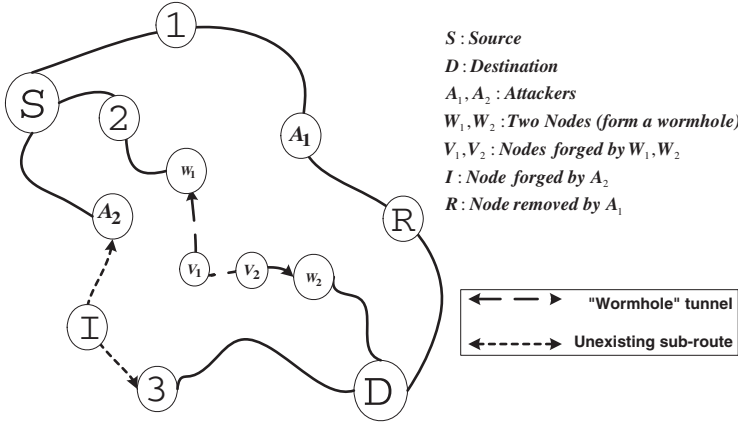 1
S
2
A₁
W₁
A₂
R
V₁
V₂
W₂
I
3
D
S : Source
D : Destination
A₁, A₂ : Attackers
W₁, W₂ : Two Nodes (form a wormhole)
V₁, V₂ : Nodes forged by W₁, W₂
I : Node forged by A₂
R : Node removed by A₁
"Wormhole" tunnel
Unexisting sub-route